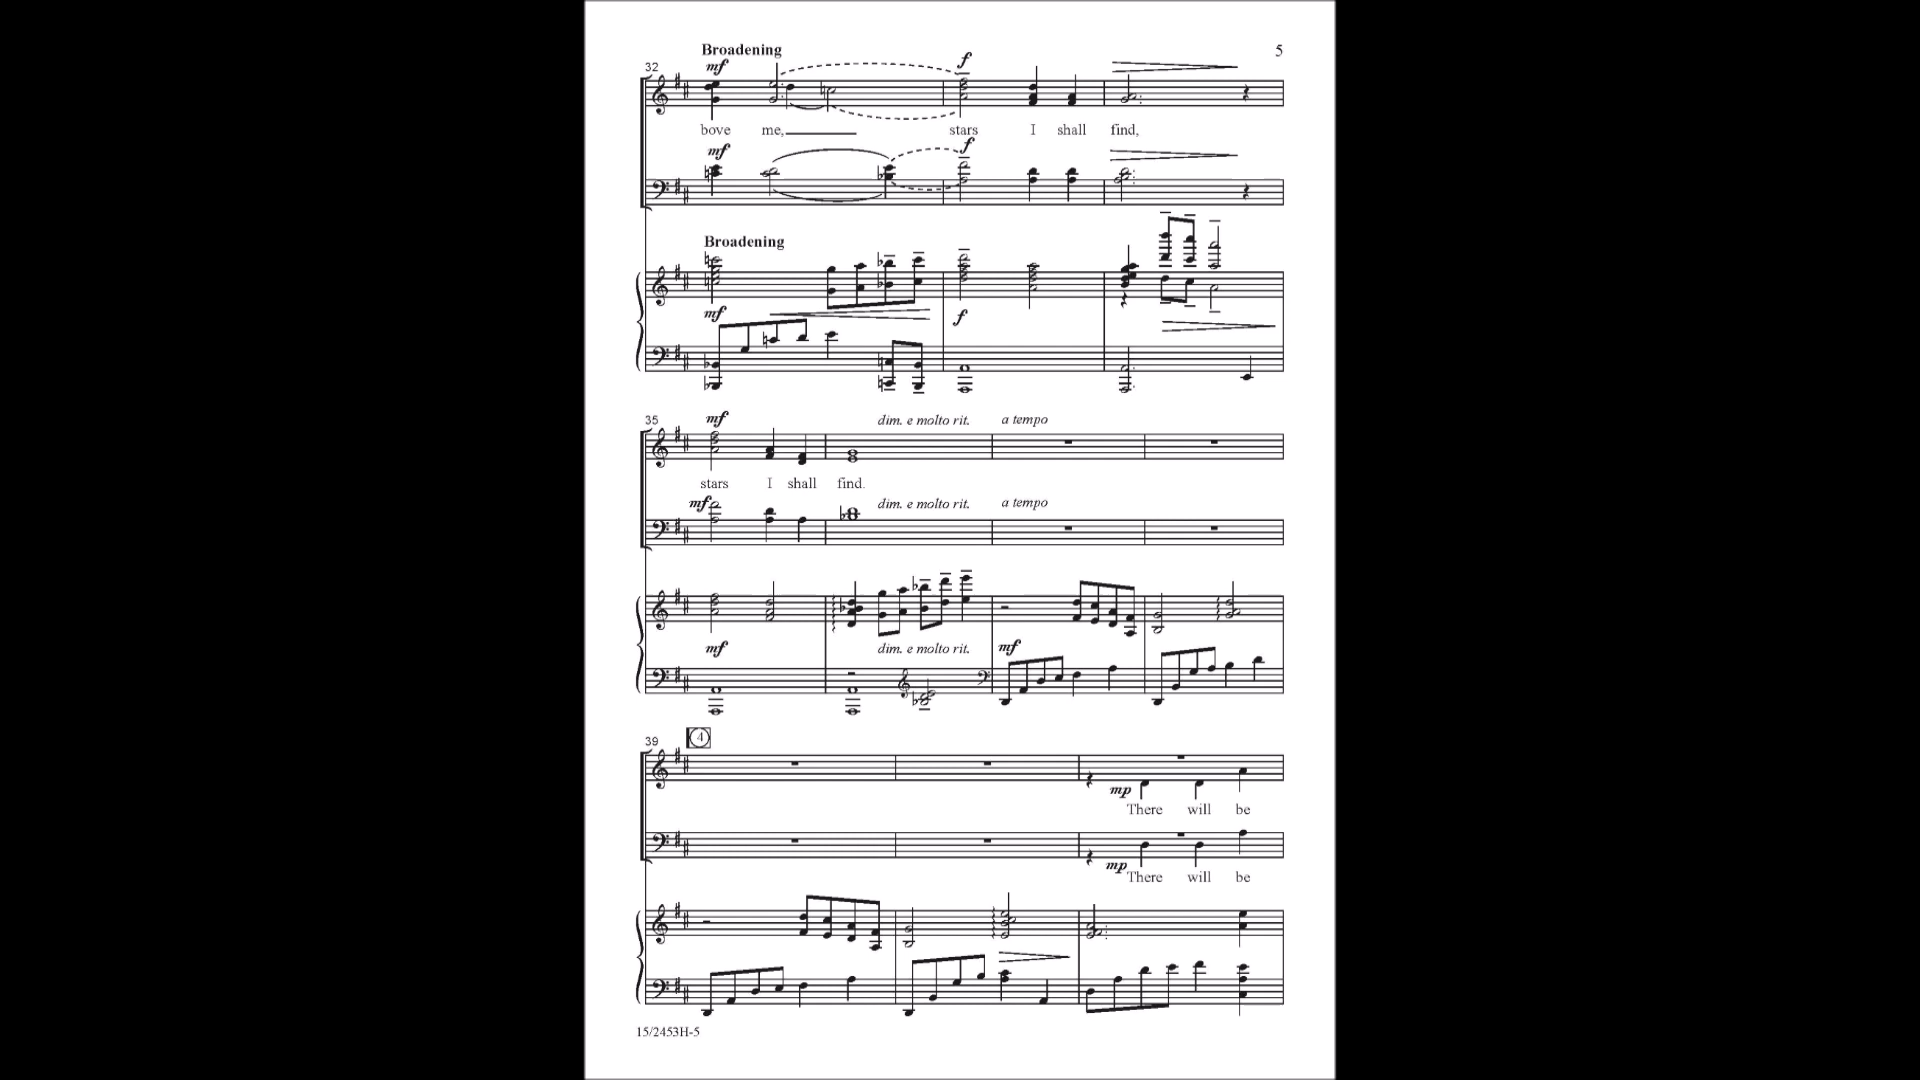 Broadening
5
32
mf
f
bove me, stars I shall find,
mf
f
Broadening
mf
f
35
mf
dim. e molto rit.
a tempo
stars I shall find.
mf
dim. e molto rit.
a tempo
mf
dim. e molto rit.
mf
39
4
mp
There will be
mp
There will be
15/2453H-5